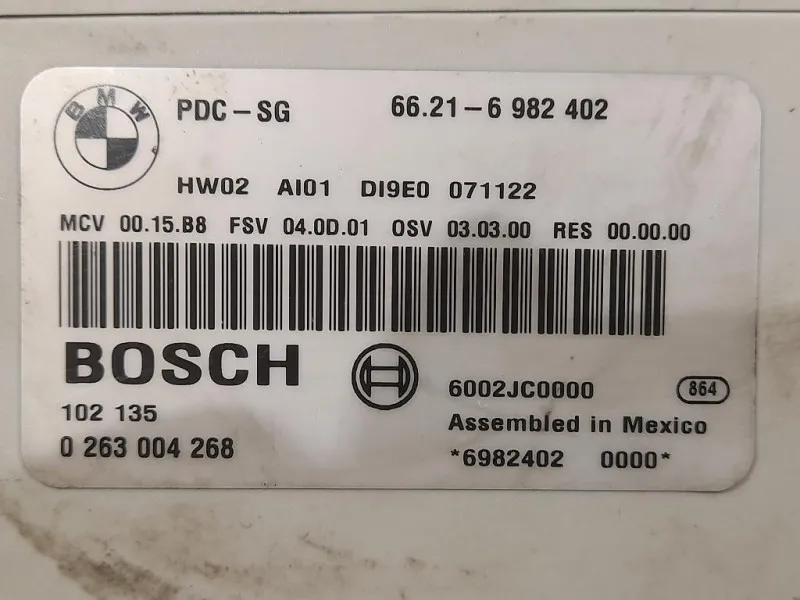 BMW
PDC-SG 66.21-6 982 402
HW02 AI01 DI9E0 071122
MCV 00.15.B8 FSV 04.0D.01 OSV 03.03.00 RES 00.00.00
BOSCH
6002JC0000 864
102 135
Assembled in Mexico
0 263 004 268
*6982402 0000*